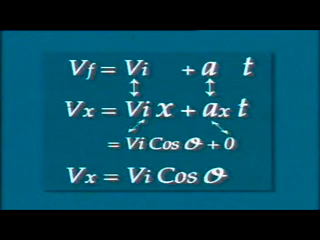 Vf = Vi + a t
Vx = Vi x + ax t
= Vi Cos ϴ + 0
Vx = Vi Cos ϴ